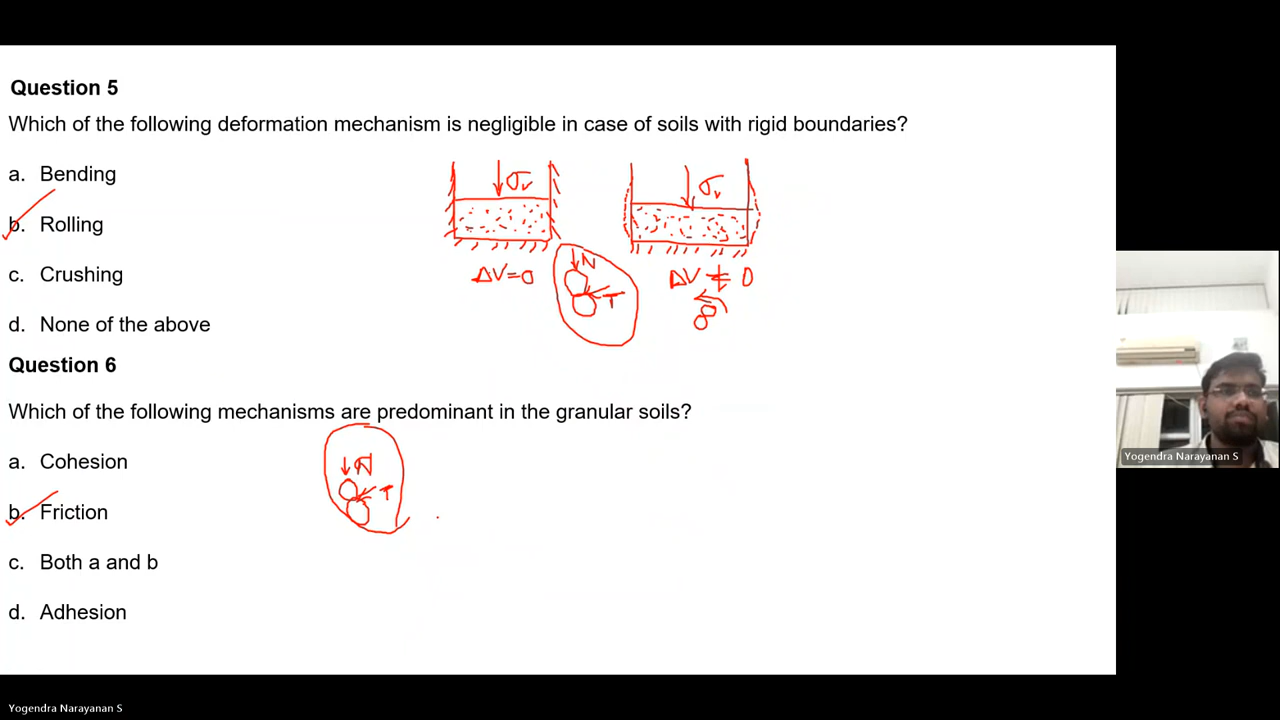 Question 5
Which of the following deformation mechanism is negligible in case of soils with rigid boundaries?
a. Bending
b. Rolling
c. Crushing
d. None of the above
σv
σv
ΔV=0
N
T
ΔV ≠ 0
Question 6
Which of the following mechanisms are predominant in the granular soils?
a. Cohesion
b. Friction
c. Both a and b
d. Adhesion
N
T
Yogendra Narayanan S
Yogendra Narayanan S